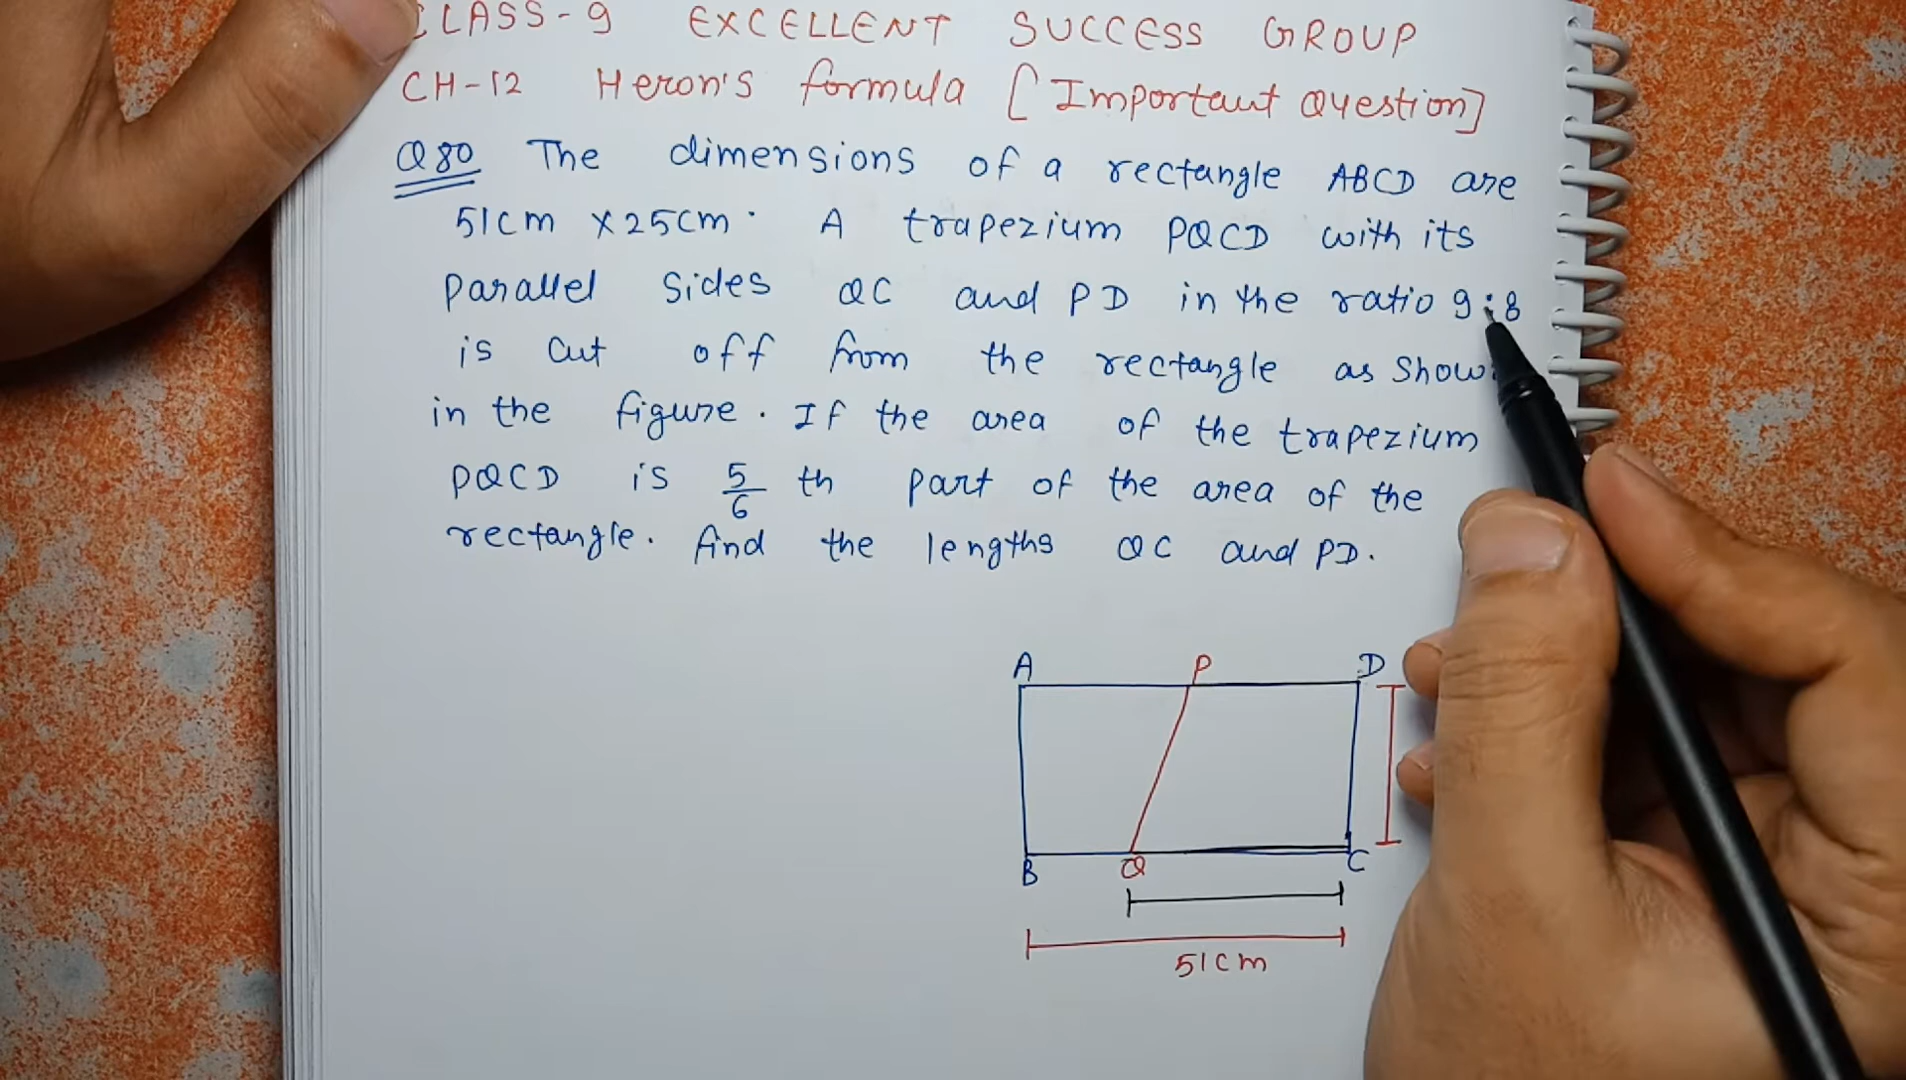 CLASS-9 EXCELLENT SUCCESS GROUP
CH-12 Heron's formula [Important Question]
Q80 The dimensions of a rectangle ABCD are
51cm x 25cm. A trapezium PQCD with its
parallel sides QC and PD in the ratio 9:8
is cut off from the rectangle as show
in the figure. If the area of the trapezium
PQCD is 5/6 th part of the area of the
rectangle. find the lengths QC and PD.
A P D
B Q C
51cm